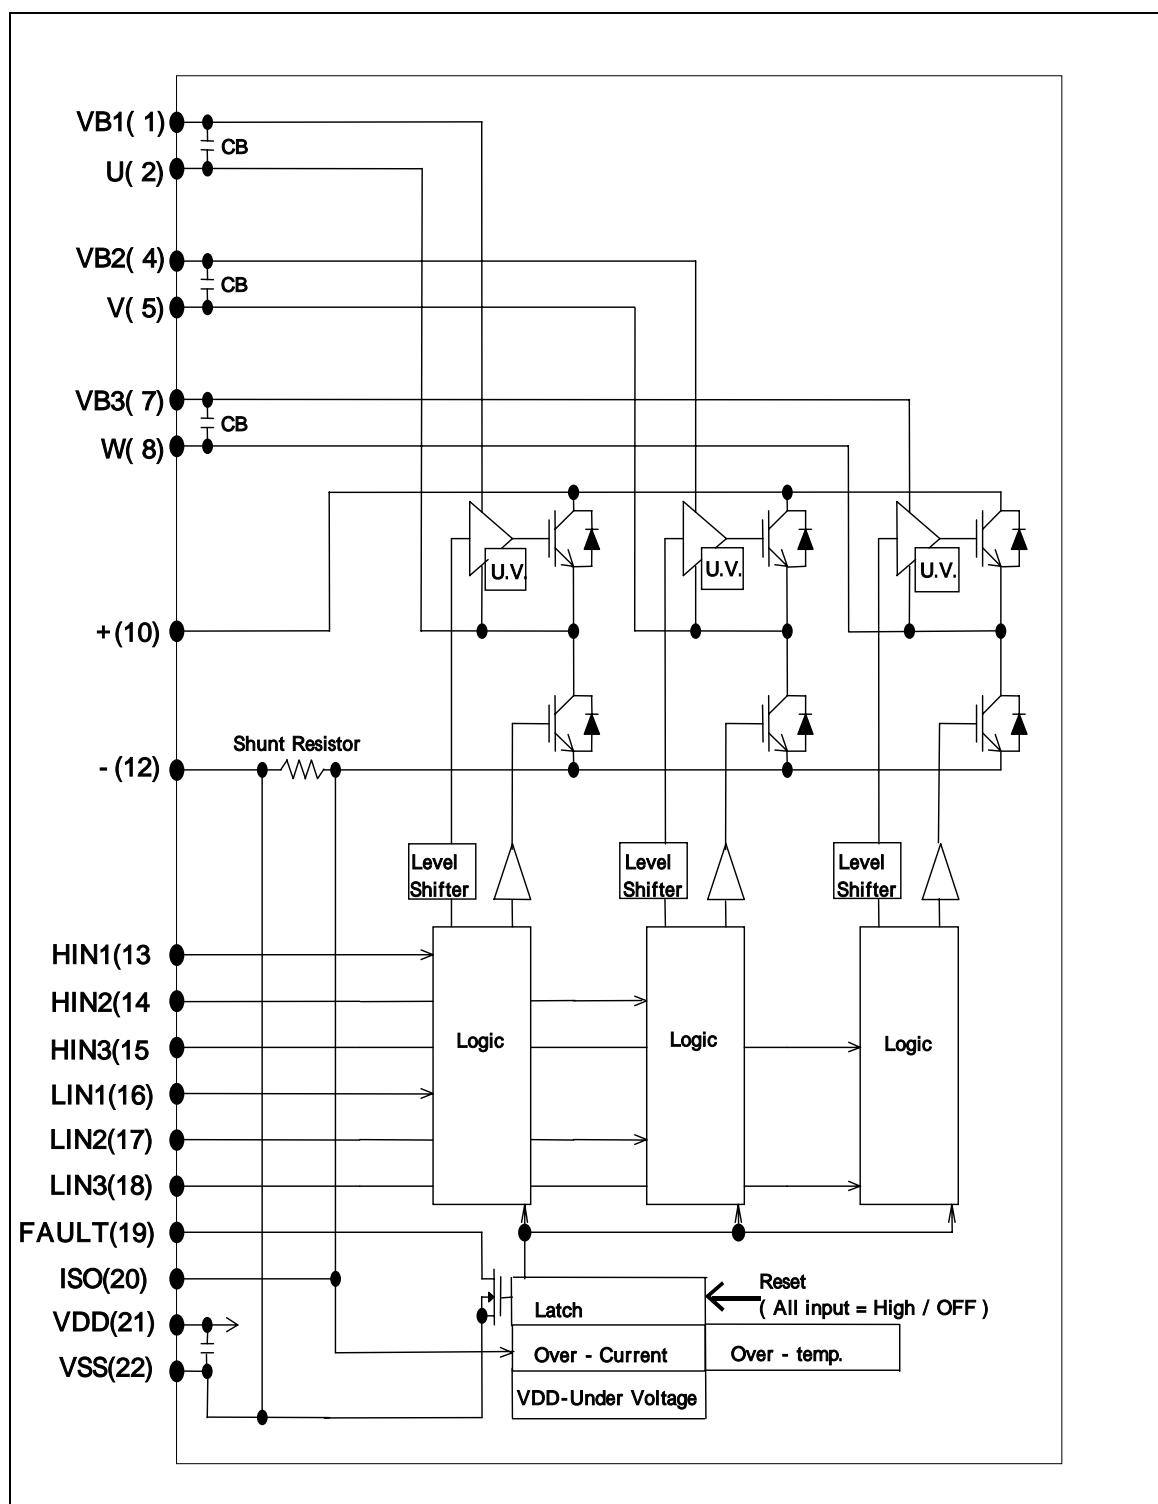 VB1( 1)
CB
U( 2)
VB2( 4)
CB
V( 5)
VB3( 7)
CB
W( 8)
U.V.
U.V.
U.V.
+(10)
Shunt Resistor
- (12)
Level
Shifter
Level
Shifter
Level
Shifter
HIN1(13
HIN2(14
HIN3(15
Logic
Logic
Logic
LIN1(16)
LIN2(17)
LIN3(18)
FAULT(19)
ISO(20)
VDD(21)
VSS(22)
Latch
Reset
( All input = High / OFF )
Over - Current
Over - temp.
VDD-Under Voltage